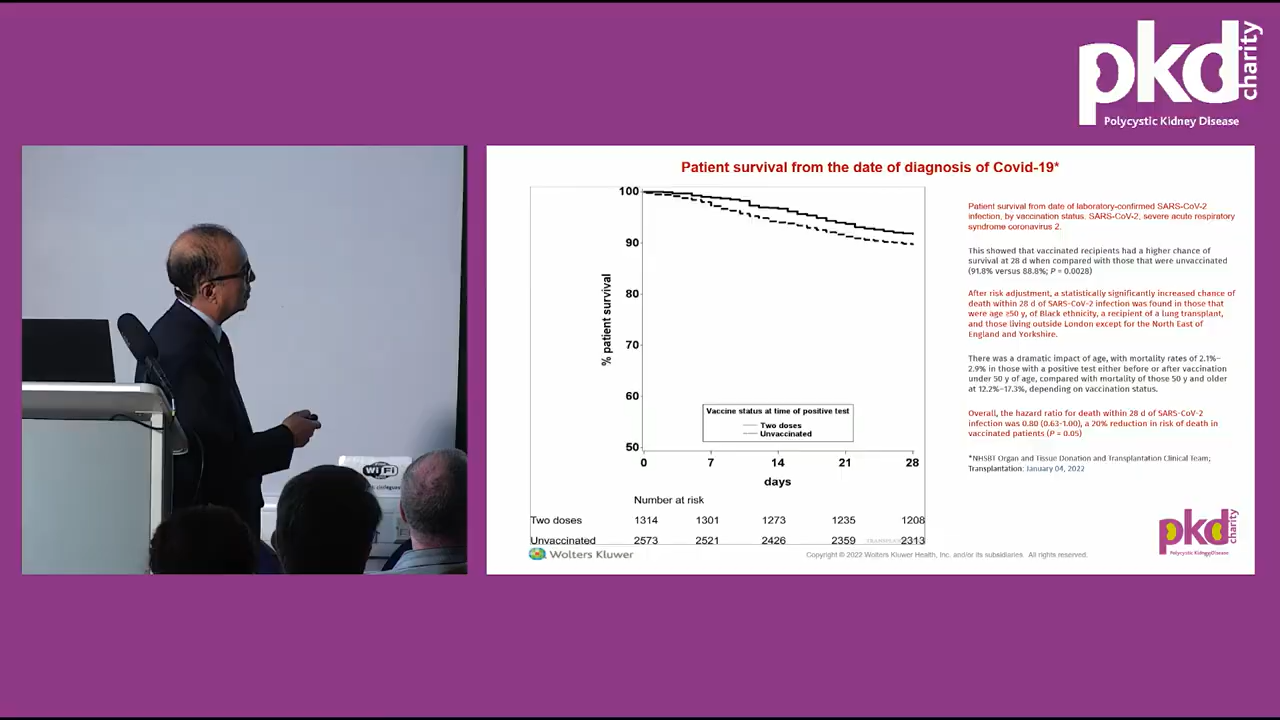 pkd
charity
Polycystic Kidney Disease
Patient survival from the date of diagnosis of Covid-19*
100
90
80
70
60
50
% patient survival
Vaccine status at time of positive test
Two doses
Unvaccinated
0 7 14 21 28
days
Number at risk
Two doses 1314 1301 1273 1235 1208
Unvaccinated 2573 2521 2426 2359 2313
Patient survival from date of laboratory-confirmed SARS-CoV-2
infection, by vaccination status. SARS-CoV-2, severe acute respiratory
syndrome coronavirus 2.
This showed that vaccinated recipients had a higher chance of
survival at 28 d when compared with those that were unvaccinated
(91.8% versus 88.8%; P = 0.0028)
After risk adjustment, a statistically significantly increased chance of
death within 28 d of SARS-CoV-2 infection was found in those that
were age ≥50 y, of Black ethnicity, a recipient of a lung transplant,
and those living outside London except for the North East of
England and Yorkshire.
There was a dramatic impact of age, with mortality rates of 2.1%–
2.9% in those with a positive test either before or after vaccination
under 50 y of age, compared with mortality of those 50 y and older
at 12.2%–17.3%, depending on vaccination status.
Overall, the hazard ratio for death within 28 d of SARS-CoV-2
infection was 0.80 (0.63-1.00), a 20% reduction in risk of death in
vaccinated patients (P = 0.05)
*NHSBT Organ and Tissue Donation and Transplantation Clinical Team;
Transplantation: January 04, 2022
Wolters Kluwer
Copyright © 2022 Wolters Kluwer Health, Inc. and/or its subsidiaries. All rights reserved.
pkd
charity
Polycystic Kidney Disease
WiFi